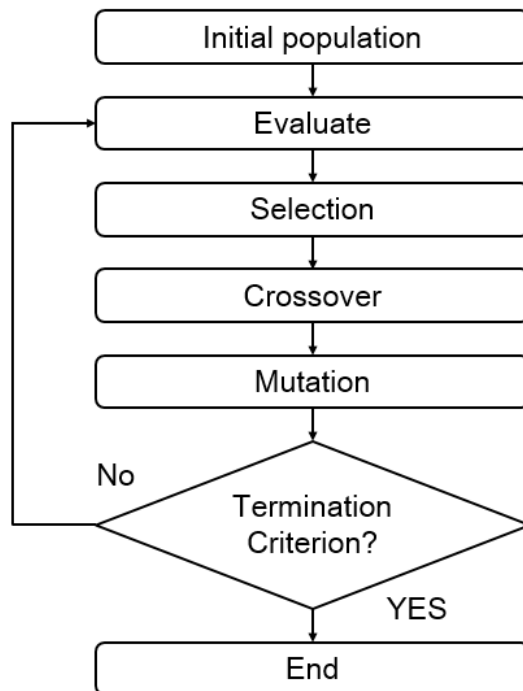 Initial population
Evaluate
Selection
Crossover
Mutation
No
Termination
Criterion?
YES
End